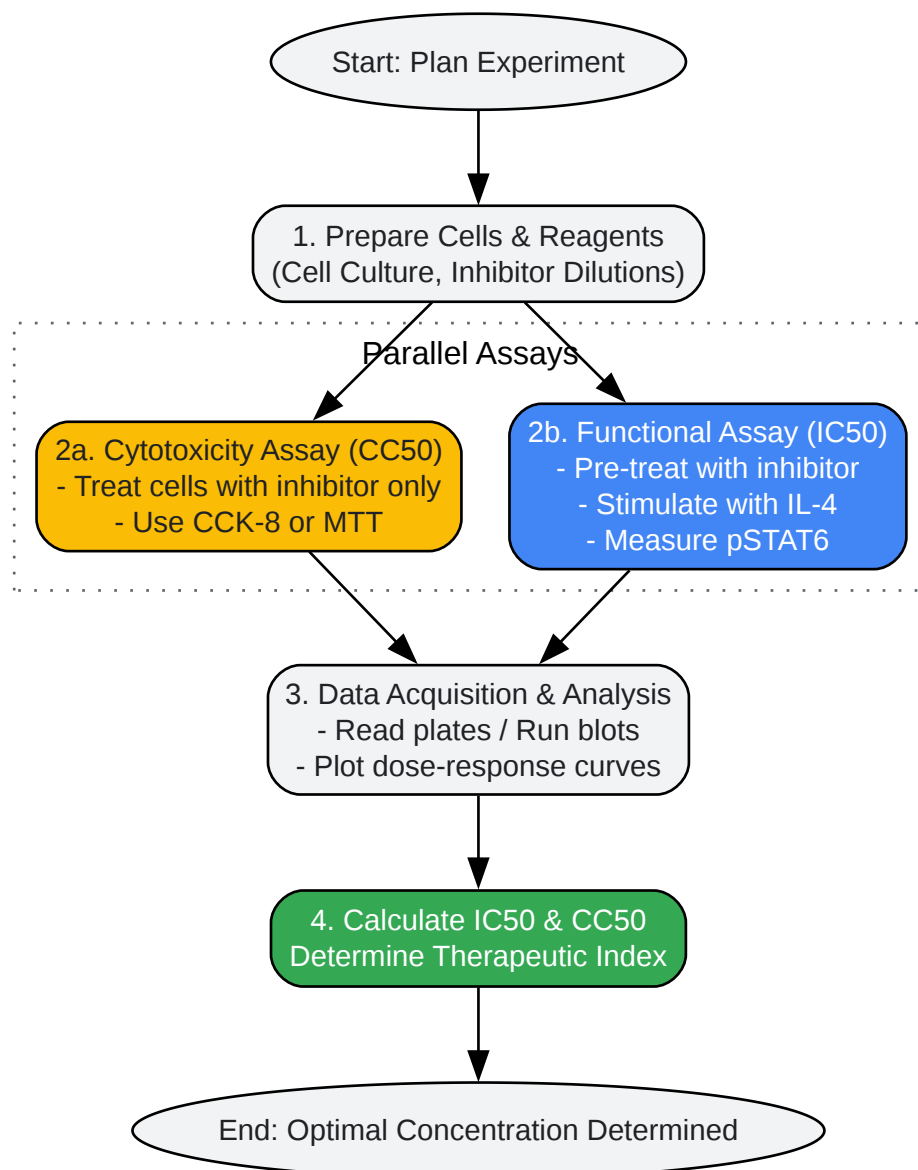 Start: Plan Experiment
1. Prepare Cells & Reagents
(Cell Culture, Inhibitor Dilutions)
Parallel Assays
2a. Cytotoxicity Assay (CC50)
- Treat cells with inhibitor only
- Use CCK-8 or MTT
2b. Functional Assay (IC50)
- Pre-treat with inhibitor
- Stimulate with IL-4
- Measure pSTAT6
3. Data Acquisition & Analysis
- Read plates / Run blots
- Plot dose-response curves
4. Calculate IC50 & CC50
Determine Therapeutic Index
End: Optimal Concentration Determined